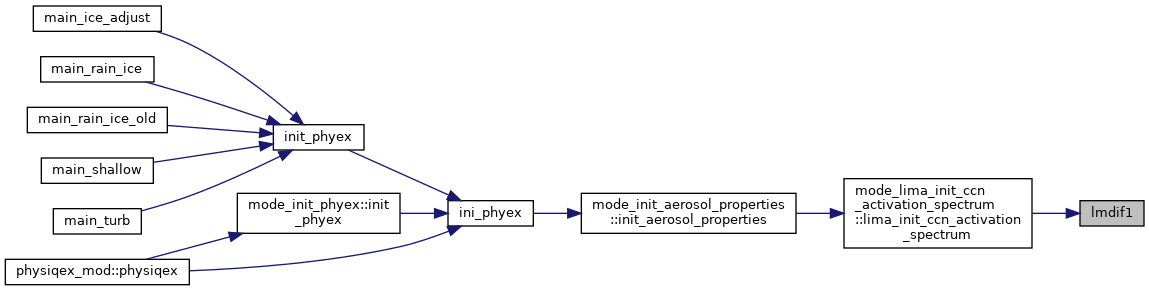 main_ice_adjust
main_rain_ice
main_rain_ice_old
main_shallow
main_turb
physiqex_mod::physiqex
init_phyex
mode_init_phyex::init
_phyex
ini_phyex
mode_init_aerosol_properties
::init_aerosol_properties
mode_lima_init_ccn
_activation_spectrum
::lima_init_ccn_activation
_spectrum
lmdif1